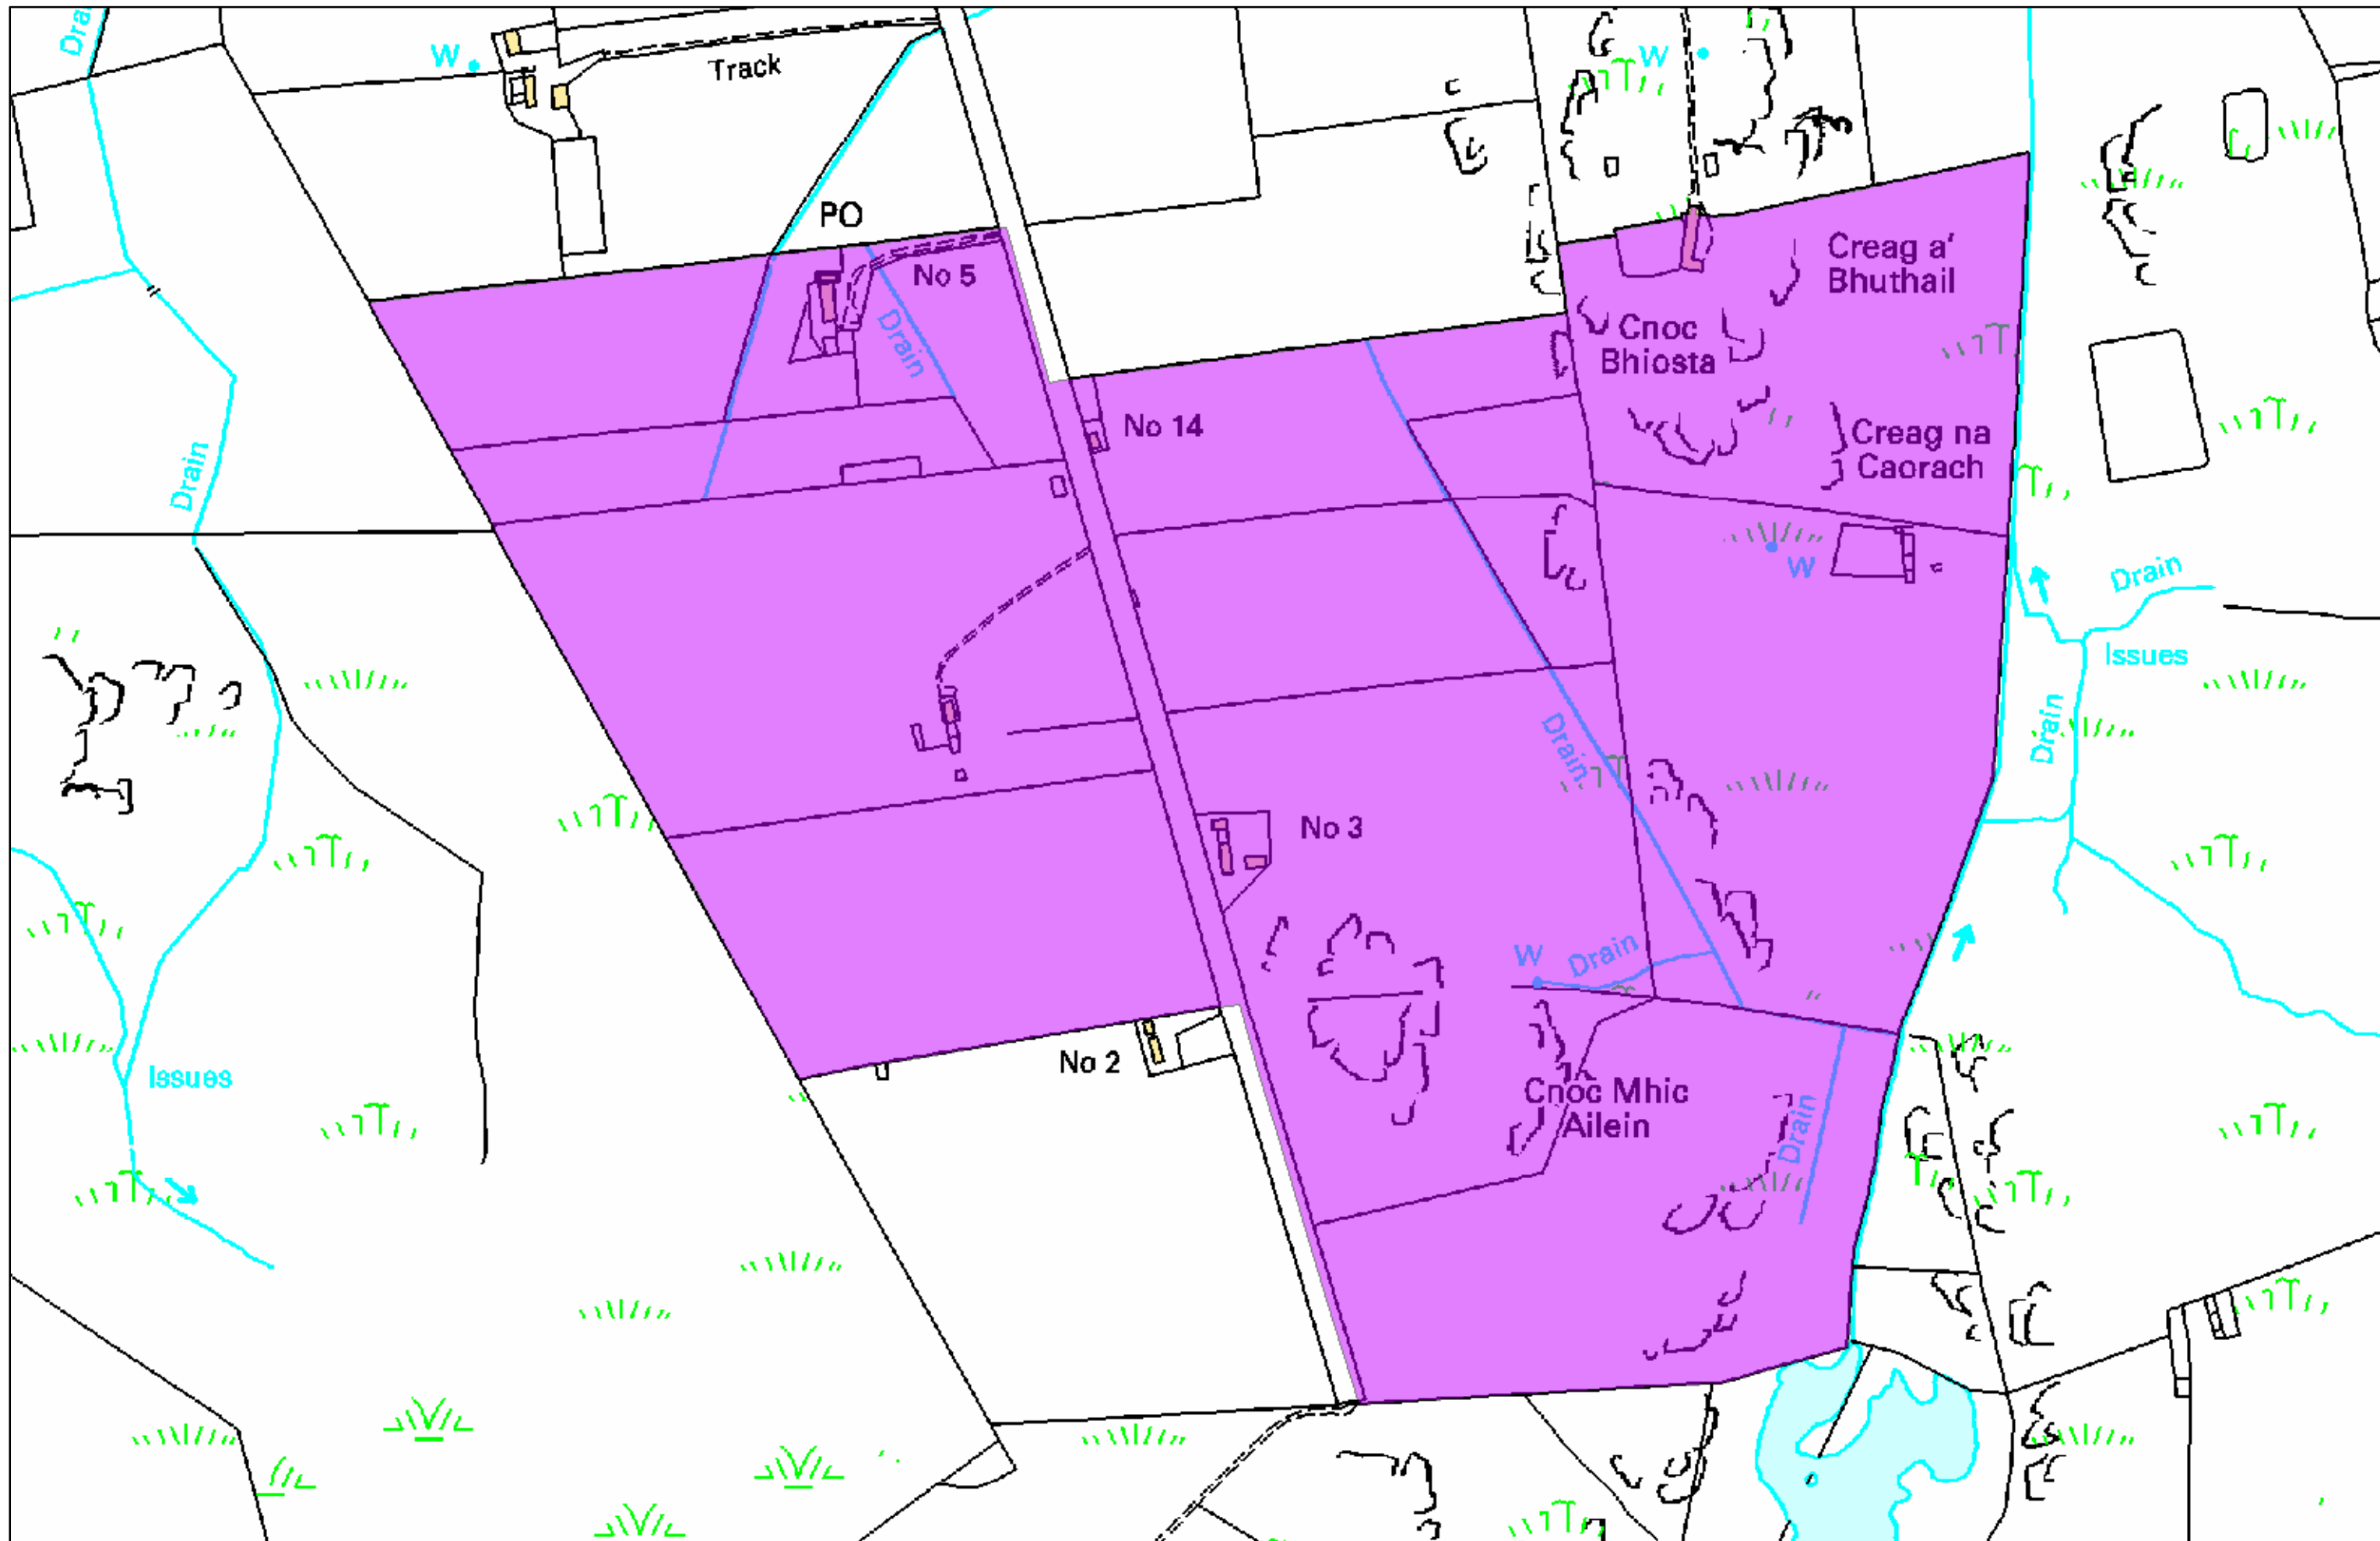 Dra
W
Track
W
PO
No 5
Creag a'
Bhuthail
Drain
Cnoc
Bhiosta
No 14
Creag na
Caorach
Drain
W
Drain
Issues
Drain
Drain
No 3
W
Drain
No 2
Issues
Cnoc Mhic
Ailein
Drain